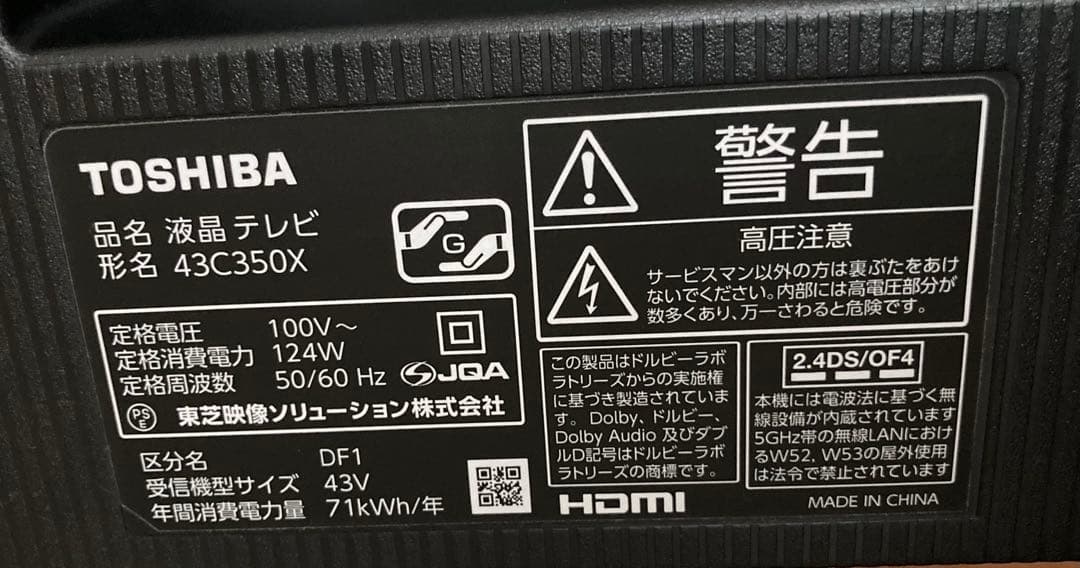 TOSHIBA
品名 液晶テレビ
形名 43C350X
G
定格電圧 100V～
定格消費電力 124W
定格周波数 50/60 Hz
JQA
PS
E
東芝映像ソリューション株式会社
区分名 DF1
受信機型サイズ 43V
年間消費電力量 71kWh/年
警告
高圧注意
サービスマン以外の方は裏ぶたをあけ
ないでください。内部には高電圧部分が
数多くあり、万一さわると危険です。
この製品はドルビーラボ
ラトリーズからの実施権
に基づき製造されていま
す。Dolby、ドルビー、
Dolby Audio 及びダブ
ルD記号はドルビーラボ
ラトリーズの商標です。
2.4DS/OF4
本機には電波法に基づく無
線設備が内蔵されています
5GHz帯の無線LANにおけ
るW52, W53の屋外使用
は法令で禁止されています
HDMI
MADE IN CHINA